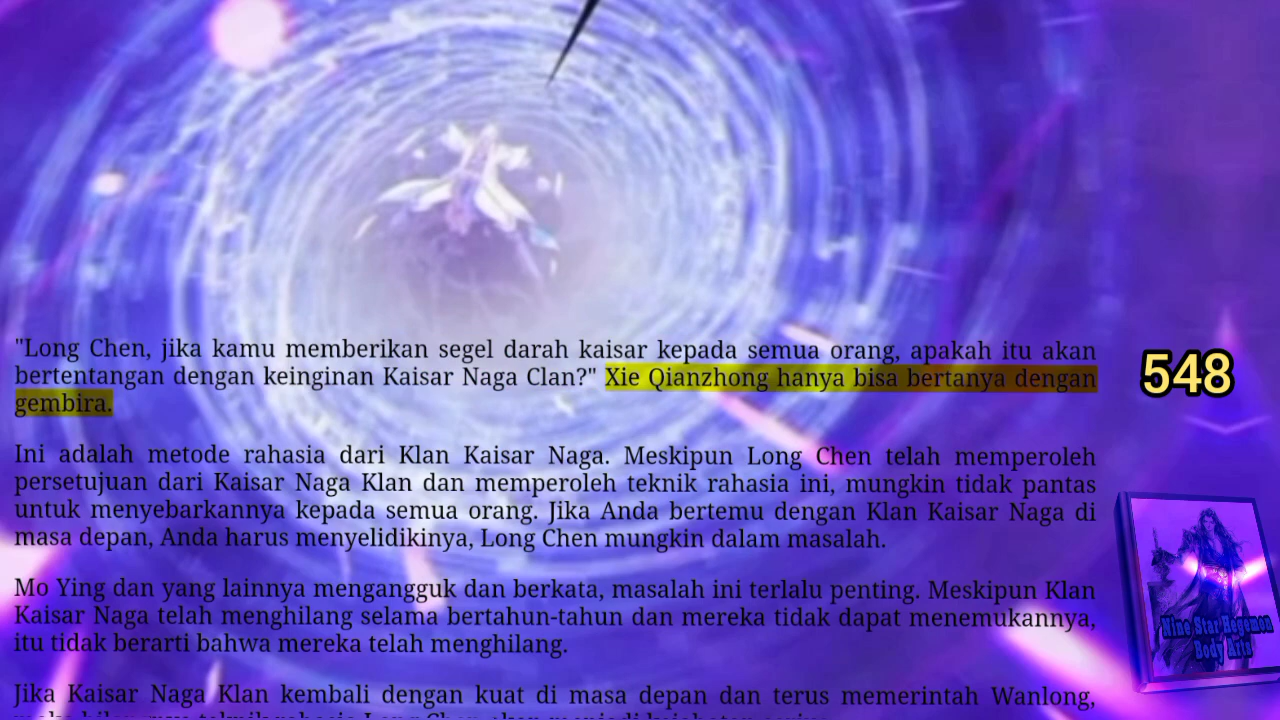 "Long Chen, jika kamu memberikan segel darah kaisar kepada semua orang, apakah itu akan
bertentangan dengan keinginan Kaisar Naga Clan?" Xie Qianzhong hanya bisa bertanya dengan
gembira.
548
Ini adalah metode rahasia dari Klan Kaisar Naga. Meskipun Long Chen telah memperoleh
persetujuan dari Kaisar Naga Klan dan memperoleh teknik rahasia ini, mungkin tidak pantas
untuk menyebarkannya kepada semua orang. Jika Anda bertemu dengan Klan Kaisar Naga di
masa depan, Anda harus menyelidikinya, Long Chen mungkin dalam masalah.
Mo Ying dan yang lainnya mengangguk dan berkata, masalah ini terlalu penting. Meskipun Klan
Kaisar Naga telah menghilang selama bertahun-tahun dan mereka tidak dapat menemukannya,
itu tidak berarti bahwa mereka telah menghilang.
Nine Star Hegemon
Body Arts
Jika Kaisar Naga Klan kembali dengan kuat di masa depan dan terus memerintah Wanlong,